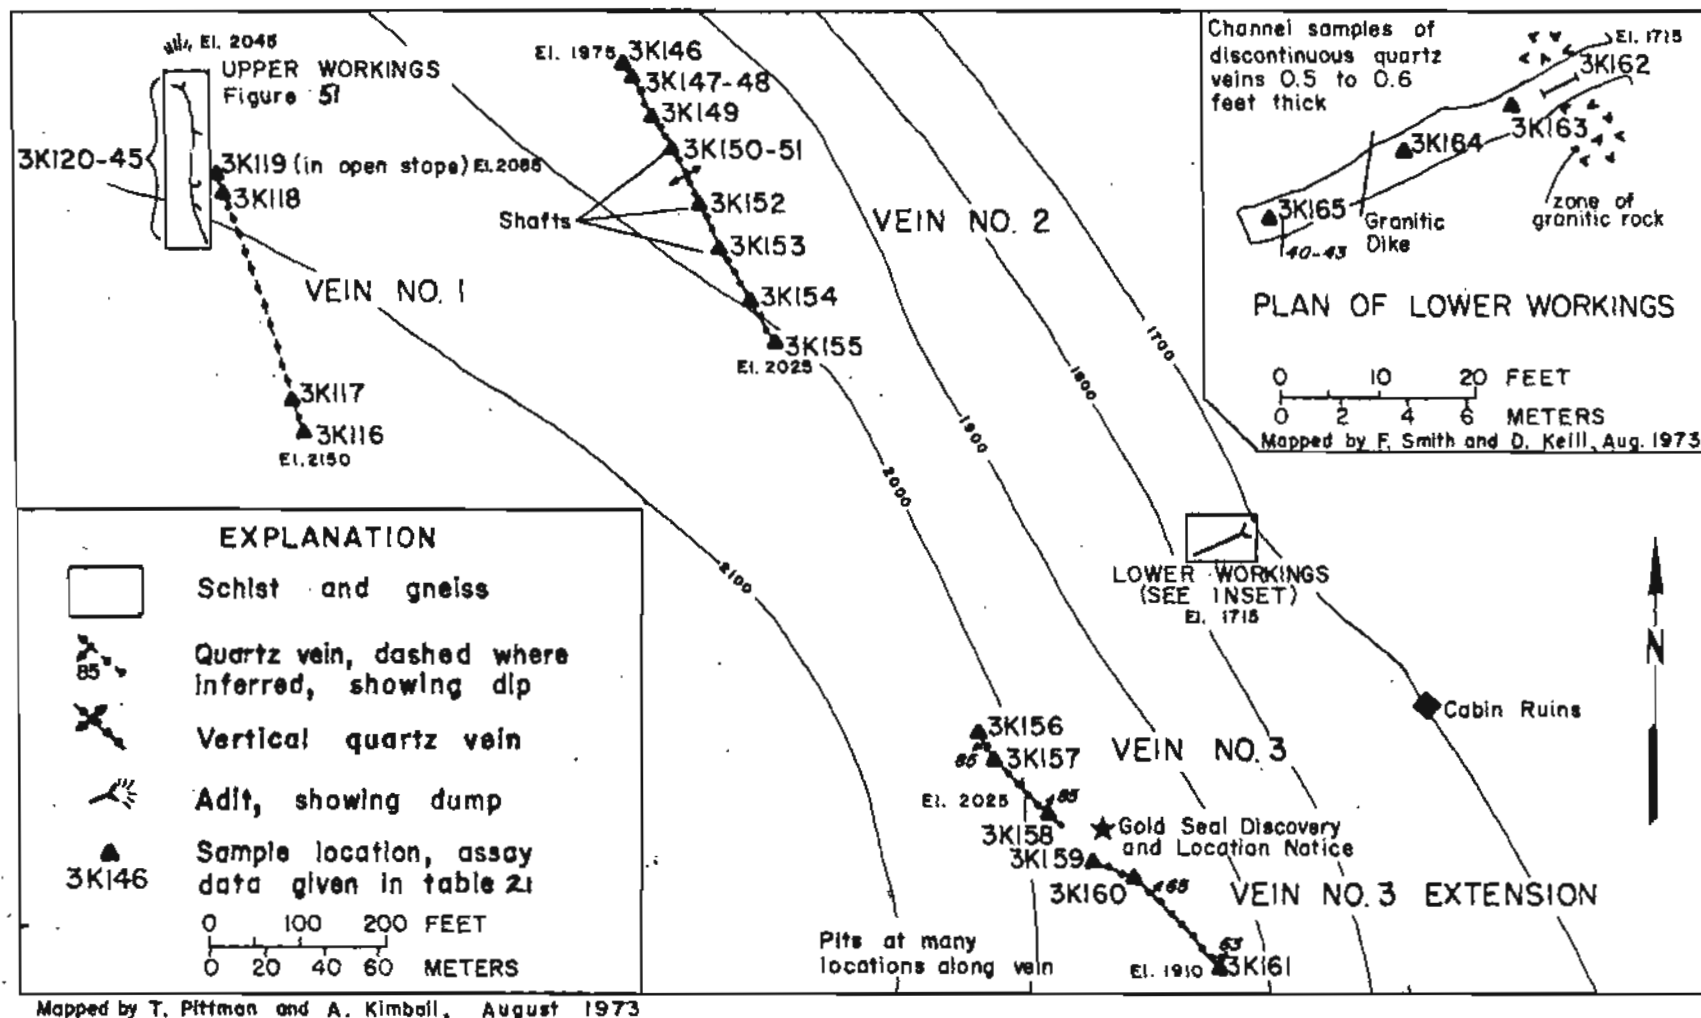 El. 2045
UPPER WORKINGS
Figure 51
3K120-45
3K119 (in open stope) El. 2085
3K118
VEIN NO. 1
3K117
3K116
El. 2150
El. 1975
3K146
3K147-48
3K149
3K150-51
Shafts
3K152
3K153
3K154
3K155
El. 2025
VEIN NO. 2
2100
2000
1900
1800
1700
Channel samples of
discontinuous quartz
veins 0.5 to 0.6
feet thick
El. 1715
3K162
3K163
3K164
3K165
40-43
Granitic
Dike
zone of
granitic rock
PLAN OF LOWER WORKINGS
0 10 20 FEET
0 2 4 6 METERS
Mapped by F. Smith and D. Keill, Aug. 1973
LOWER WORKINGS
(SEE INSET)
El. 1715
N
Cabin Ruins
3K156
85
3K157
VEIN NO. 3
El. 2025
85
3K158
Gold Seal Discovery
and Location Notice
3K159
3K160
65
VEIN NO. 3 EXTENSION
63
El. 1910
3K161
Pits at many
locations along vein
EXPLANATION
Schist and gneiss
85
Quartz vein, dashed where
inferred, showing dip
Vertical quartz vein
Adit, showing dump
3K146
Sample location, assay
data given in table 21
0 100 200 FEET
0 20 40 60 METERS
Mapped by T. Pittman and A. Kimball, August 1973